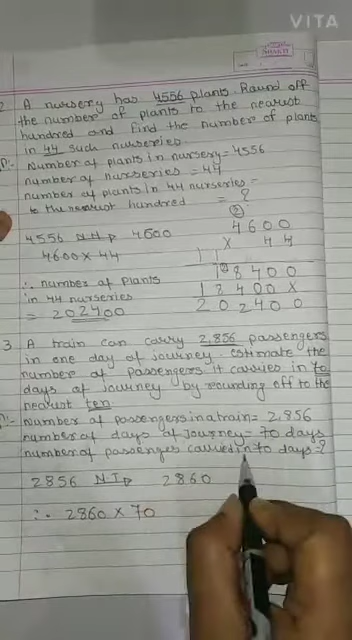 VITA
SHAKTI
2. A nursery has 4556 plants. Round off
the number of plants to the nearest
hundred and find the number of plants
in 44 such nurseries.
Number of plants in nursery = 4556
number of nurseries = 44
number of plants in 44 nurseries =
to the nearest hundred = ?
4556 N.H 4600
4600 x 44
4600
x 44
18400
18400 x
202400
∴ number of plants
in 44 nurseries
= 202400
3 A train can carry 2,856 passengers
in one day of journey. estimate the
number of passengers it carries in 70
days of journey by rounding off to the
nearest ten.
number of passengers in a train = 2,856
number of days of Journey = 70 days
number of passenges carried in 70 days = ?
2856 N.T 2860
∴ 2860 x 70